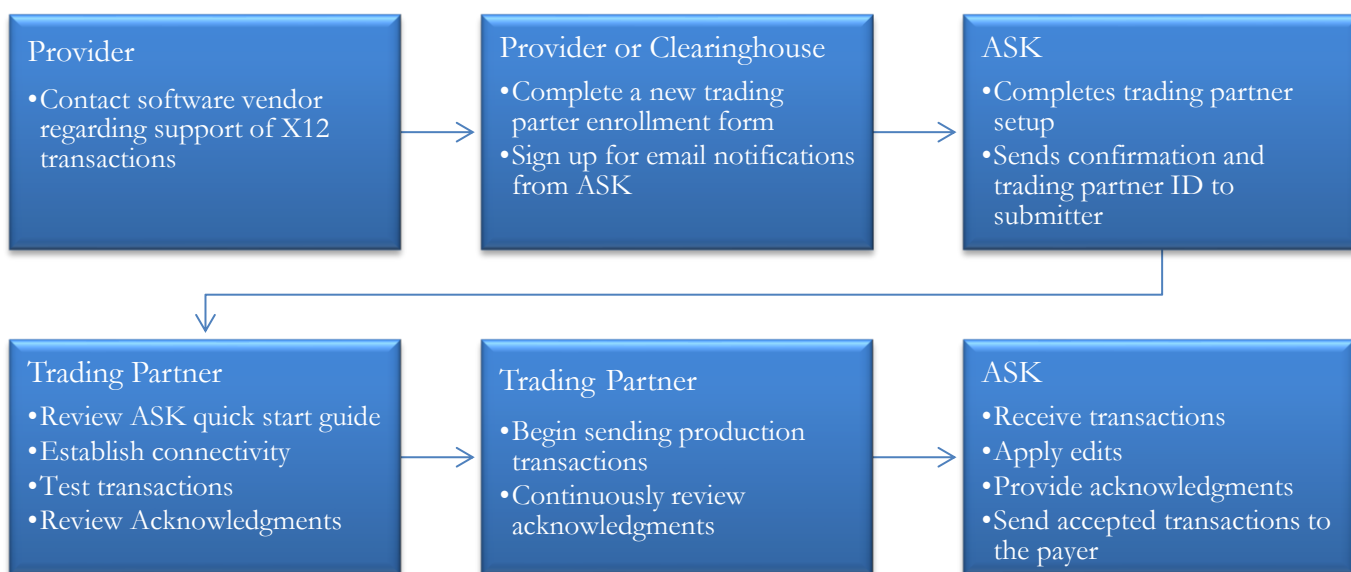 Provider
•Contact software vendor
regarding support of X12
transactions
Provider or Clearinghouse
•Complete a new trading
parter enrollment form
•Sign up for email notifications
from ASK
ASK
•Completes trading partner
setup
•Sends confirmation and
trading partner ID to
submitter
Trading Partner
•Review ASK quick start guide
•Establish connectivity
•Test transactions
•Review Acknowledgments
Trading Partner
•Begin sending production
transactions
•Continuously review
acknowledgments
ASK
•Receive transactions
•Apply edits
•Provide acknowledgments
•Send accepted transactions to
the payer